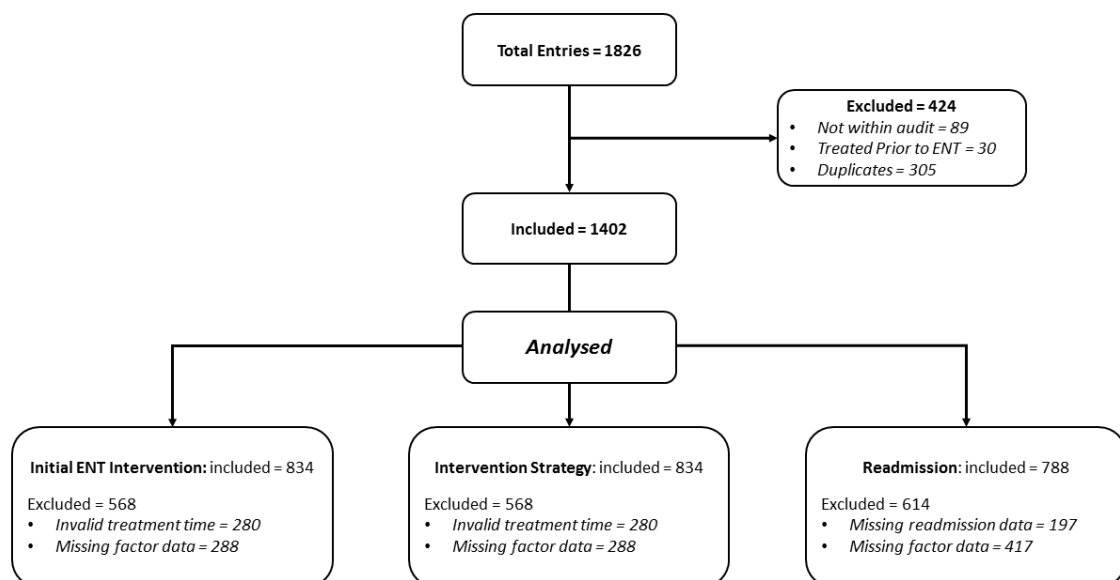 Total Entries = 1826
Excluded = 424
• Not within audit = 89
• Treated Prior to ENT = 30
• Duplicates = 305
Included = 1402
Analysed
Initial ENT Intervention: included = 834
Excluded = 568
• Invalid treatment time = 280
• Missing factor data = 288
Intervention Strategy: included = 834
Excluded = 568
• Invalid treatment time = 280
• Missing factor data = 288
Readmission: included = 788
Excluded = 614
• Missing readmission data = 197
• Missing factor data = 417